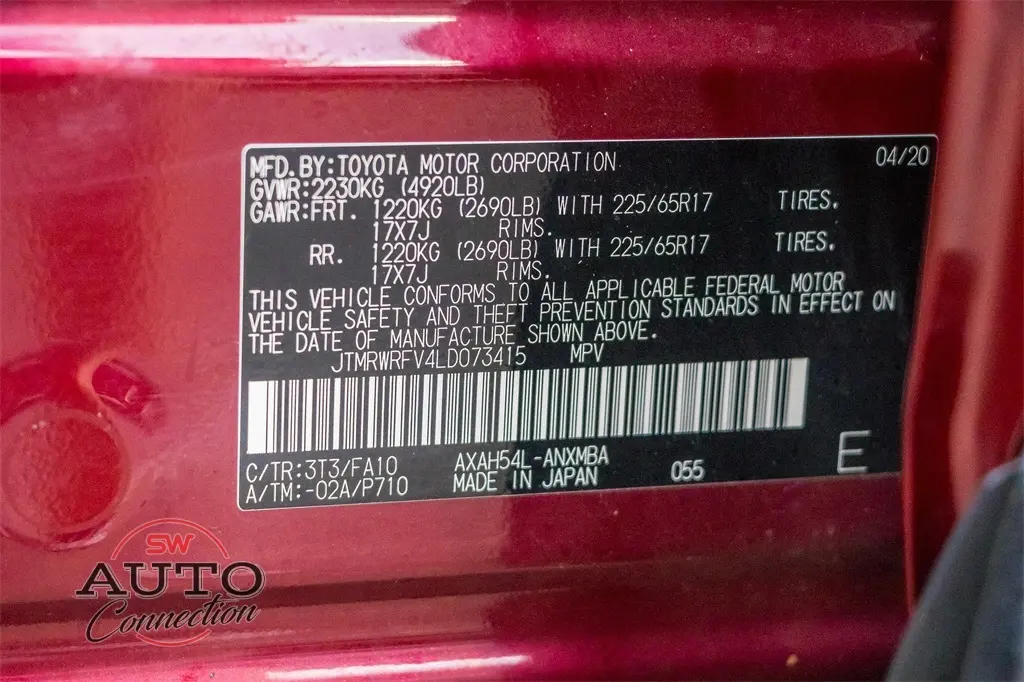 MFD.BY:TOYOTA MOTOR CORPORATION 04/20
GVWR:2230KG (4920LB)
GAWR:FRT. 1220KG (2690LB) WITH 225/65R17 TIRES.
17X7J RIMS.
RR. 1220KG (2690LB) WITH 225/65R17 TIRES.
17X7J RIMS.
THIS VEHICLE CONFORMS TO ALL APPLICABLE FEDERAL MOTOR
VEHICLE SAFETY AND THEFT PREVENTION STANDARDS IN EFFECT ON
THE DATE OF MANUFACTURE SHOWN ABOVE.
JTMRWRFV4LD073415 MPV
C/TR:3T3/FA10 AXAH54L-ANXMBA 055 E
A/TM:-02A/P710 MADE IN JAPAN
SW
AUTO
Connection